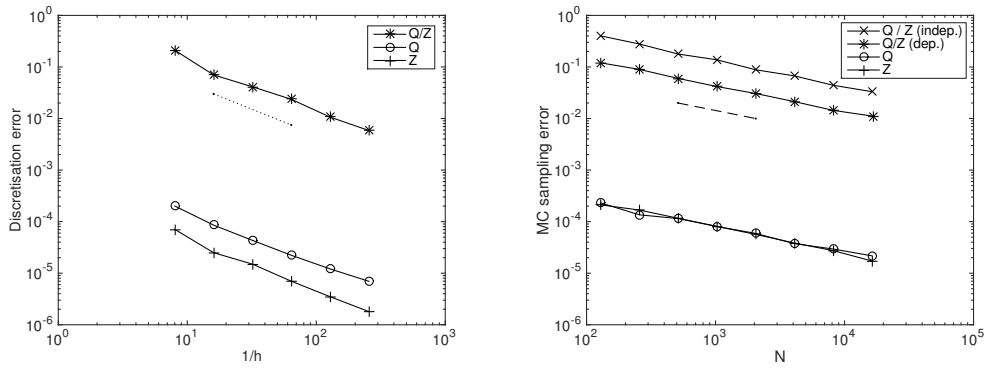 10^0
10^-1
10^-2
10^-3
10^-4
10^-5
10^-6
Discretisation error
10^0
10^1
10^2
10^3
1/h
Q/Z
Q
Z
10^0
10^-1
10^-2
10^-3
10^-4
10^-5
10^-6
MC sampling error
10^2
10^3
10^4
10^5
N
Q / Z (indep.)
Q/Z (dep.)
Q
Z